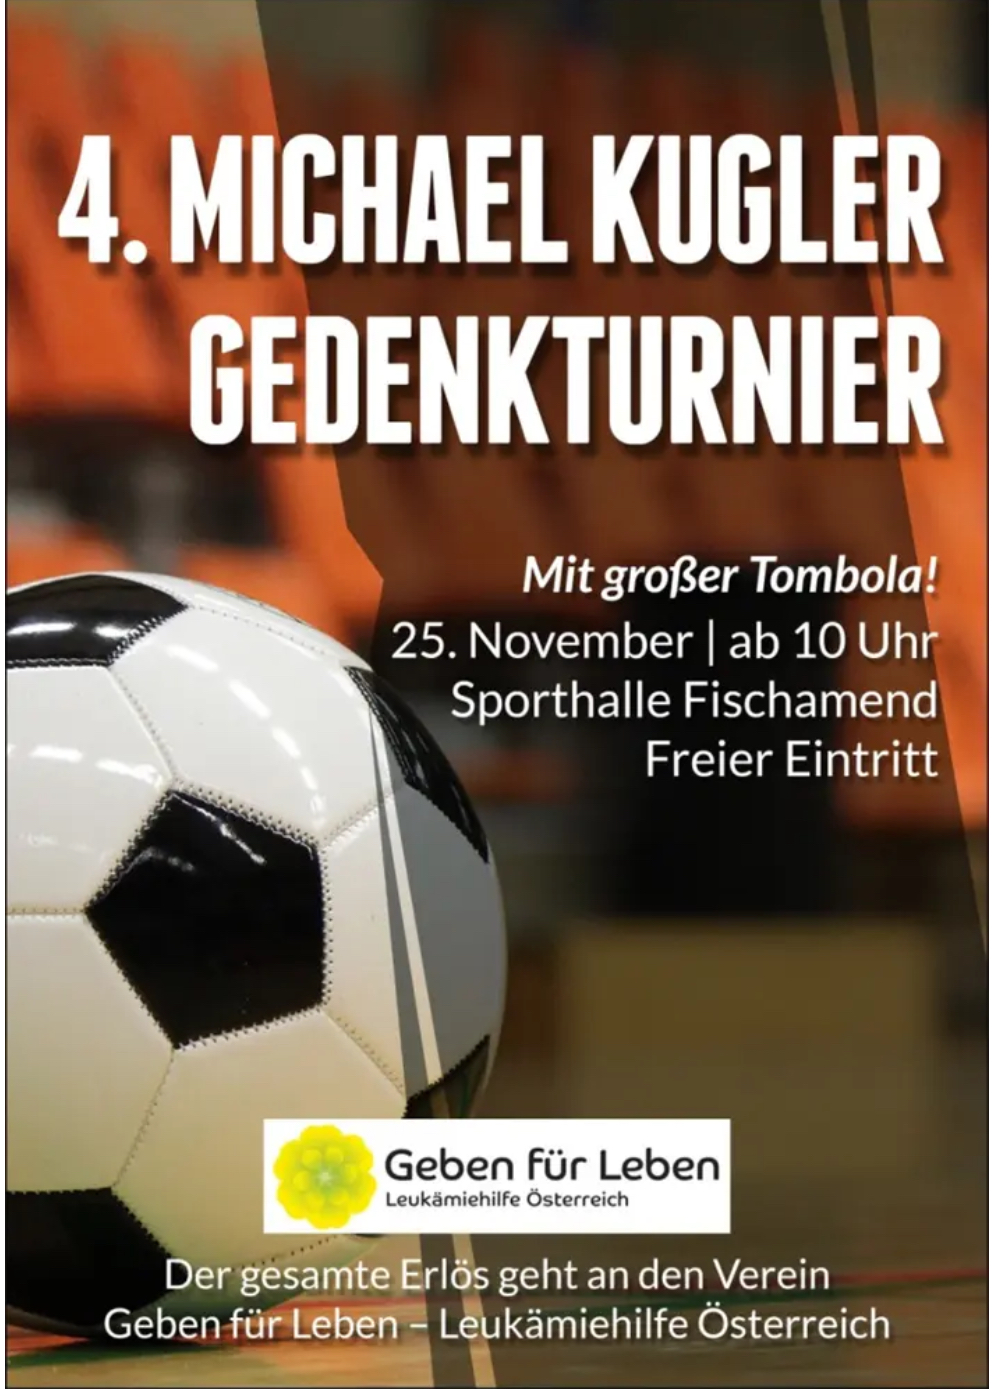 4. MICHAEL KUGLER
GEDENKTURNIER
Mit großer Tombola!
25. November | ab 10 Uhr
Sporthalle Fischamend
Freier Eintritt
Geben für Leben
Leukämiehilfe Österreich
Der gesamte Erlös geht an den Verein
Geben für Leben – Leukämiehilfe Österreich